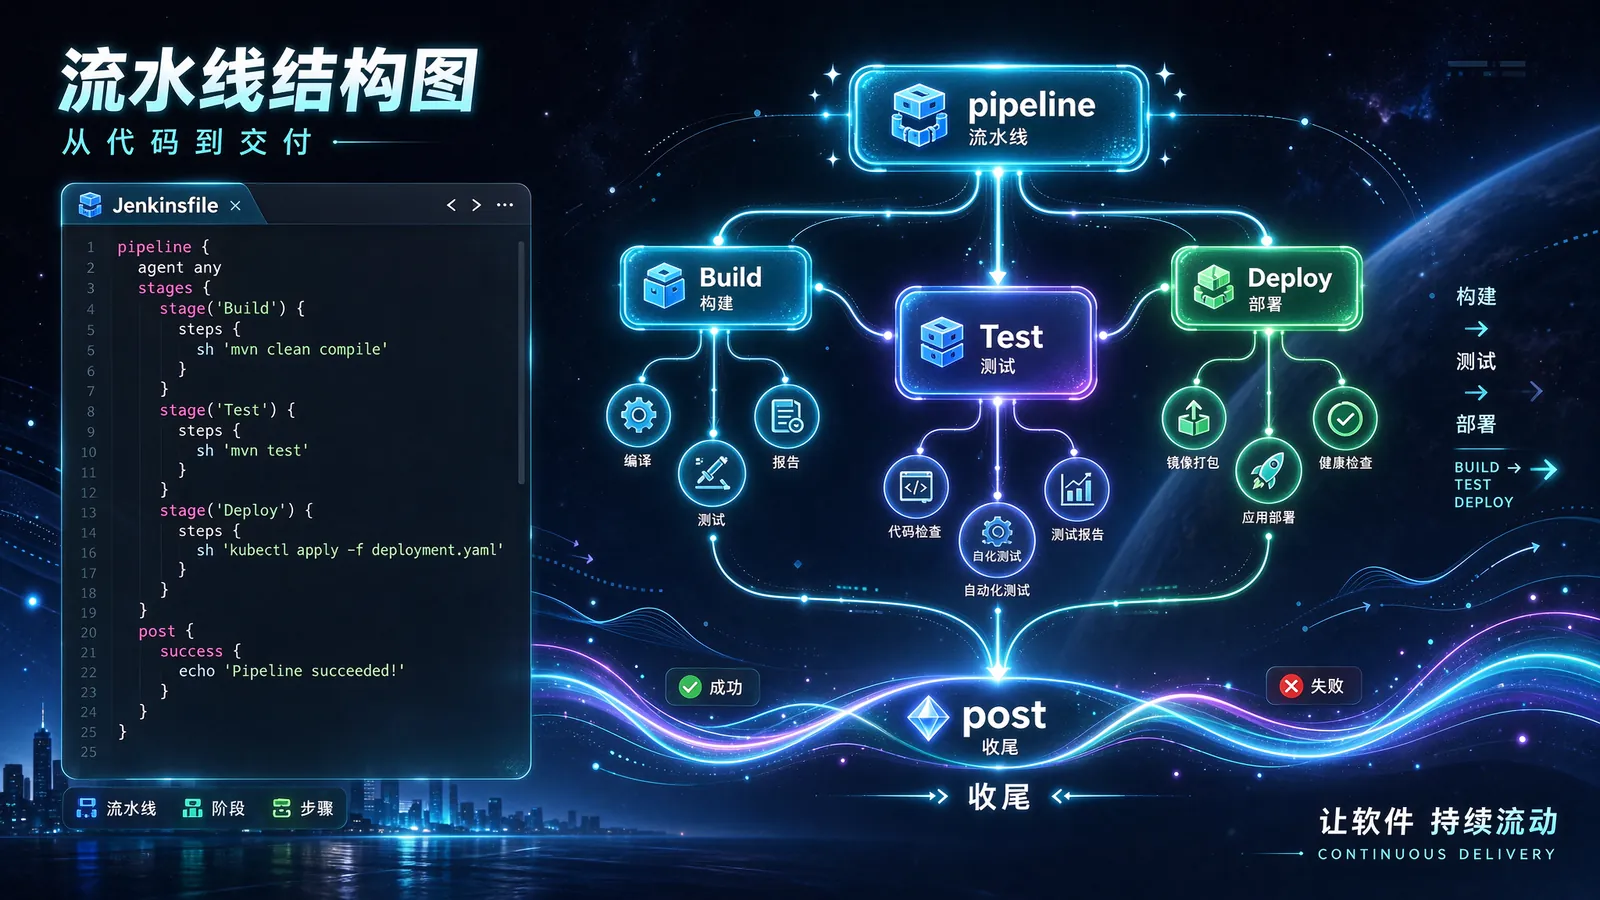 流水线结构图
从代码到交付
Jenkinsfile ×
1 pipeline {
2 agent any
3 stages {
4 stage('Build') {
5 steps {
5 sh 'mvn clean compile'
6 }
7 }
8 stage('Test') {
9 steps {
10 sh 'mvn test'
11 }
12 }
13 stage('Deploy') {
14 steps {
16 sh 'kubectl apply -f deployment.yaml'
17 }
18 }
19 }
20 post {
21 success {
22 echo 'Pipeline succeeded!'
23 }
24 }
25 }
25
流水线 阶段 步骤
pipeline
流水线
Build
构建
Test
测试
Deploy
部署
编译
测试
报告
代码检查
自化测试
自动化测试
测试报告
镜像打包
应用部署
健康检查
构建
→
测试
→
部署
BUILD →
TEST
DEPLOY
成功
失败
post
收尾
收尾
让软件 持续流动
CONTINUOUS DELIVERY